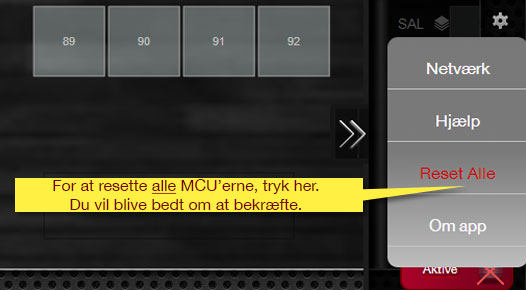 89 90 91 92
SAL
Netværk
Hjælp
Reset Alle
For at resette alle MCU'erne, tryk her.
Du vil blive bedt om at bekræfte.
Om app
Aktive